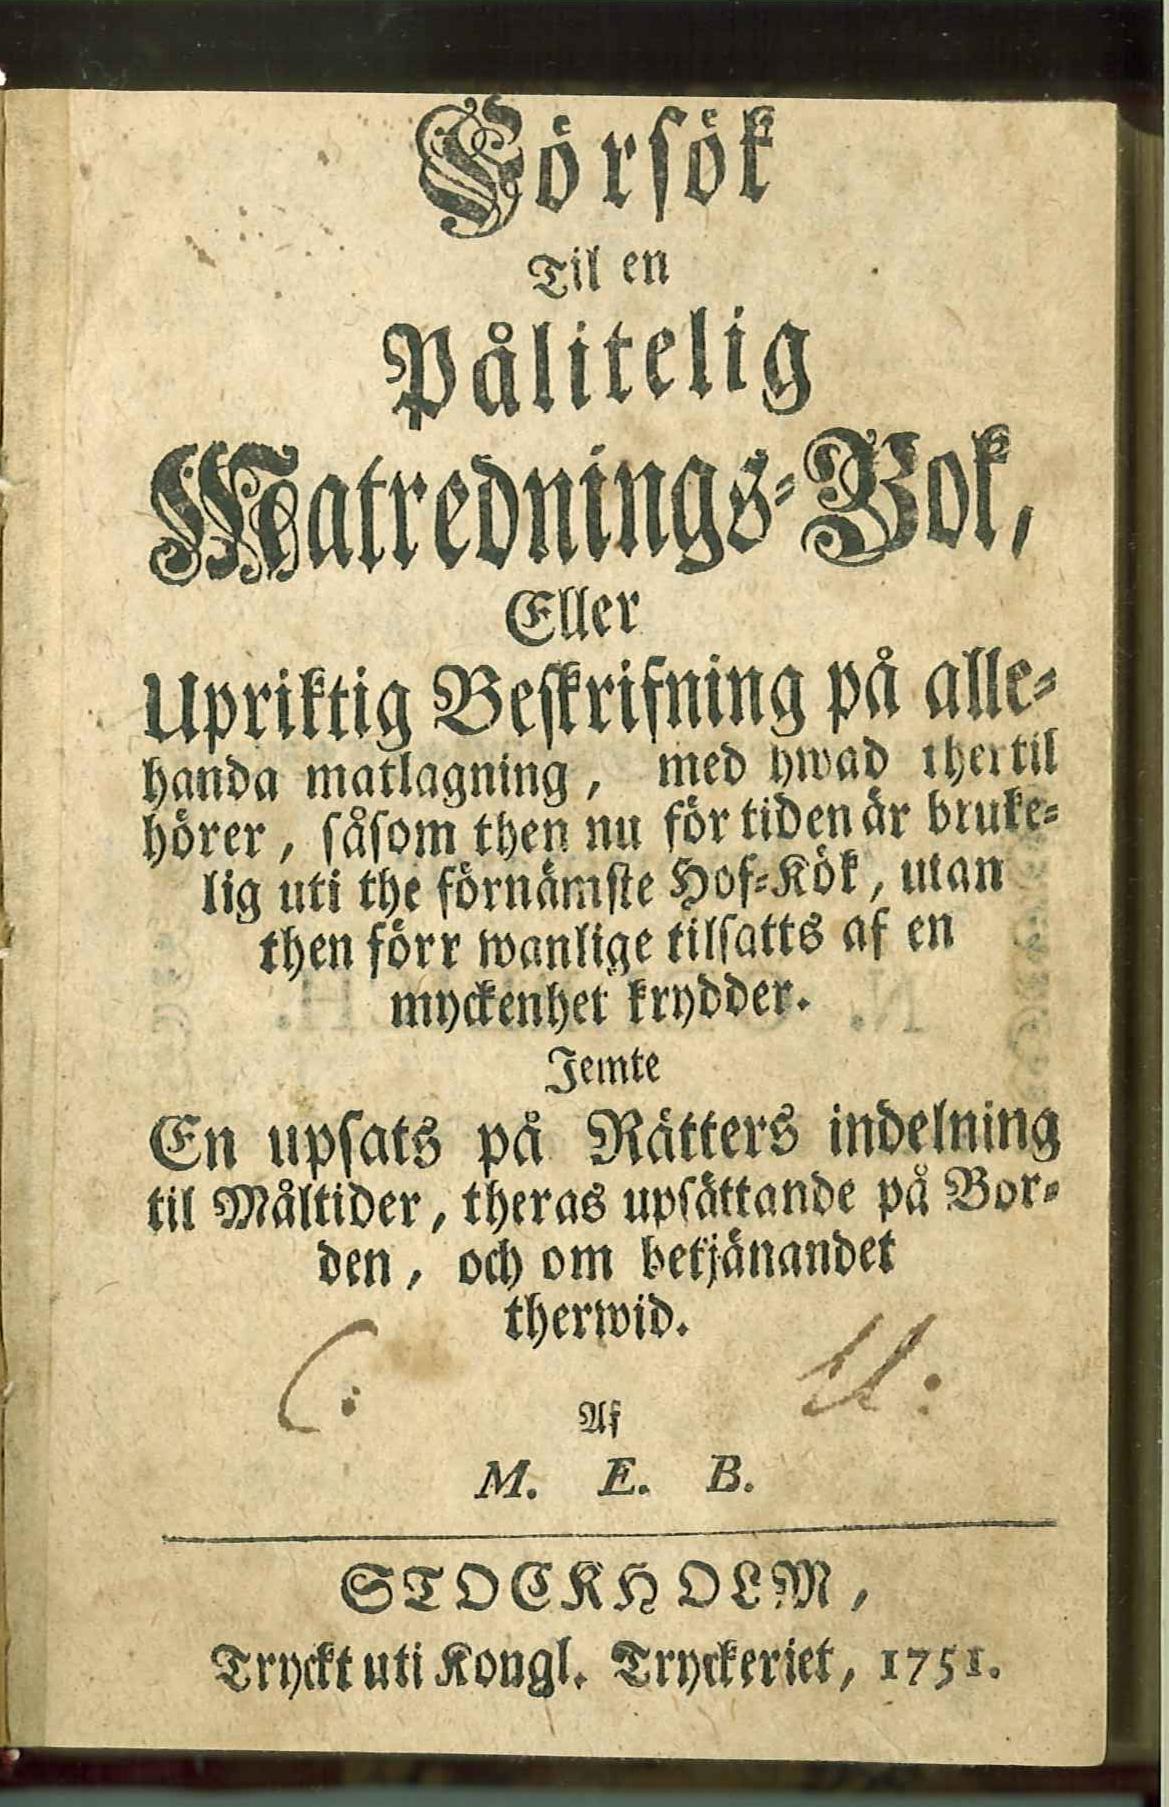 Försök
Til en
Pålitelig
Matrednings-Bok,
Eller
Upriktig Beskrifning på alle-
handa matlagning, med hwad thertil
hörer, såsom then nu för tiden är bruke-
lig uti the förnämste Hof-Kök, utan
then förr wanlige tilsatts af en
myckenhet krydder.
Jemte
En upsats på Rätters indelning
til Måltider, theras upsättande på Bor-
den, och om betjänandet
therwid.
Af
M. E. B.
STOCKHOLM,
Tryckt uti Kongl. Tryckeriet, 1751.